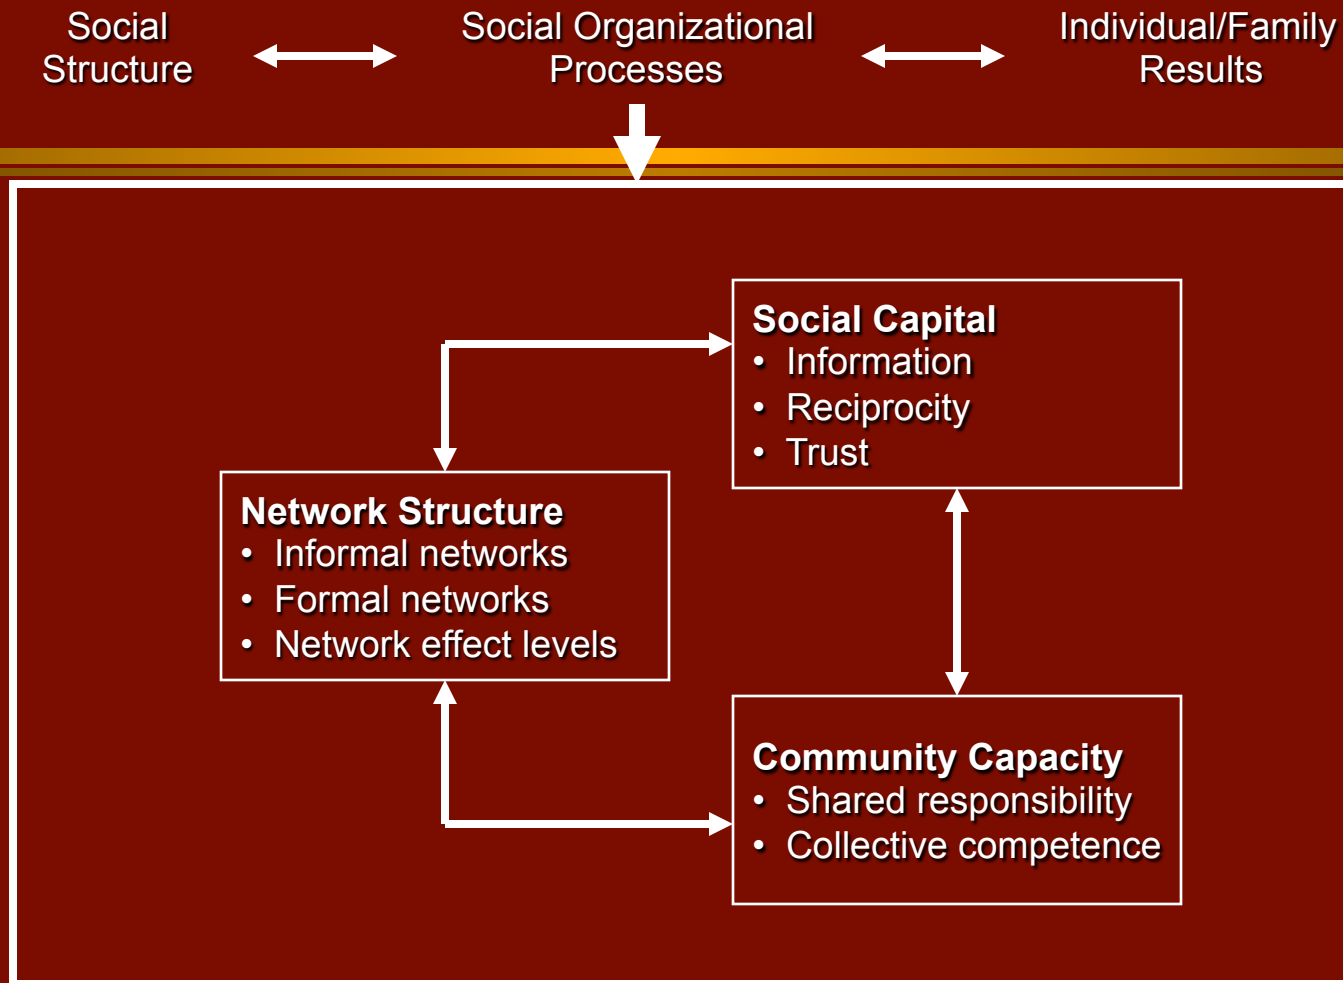 Social
Structure
Social Organizational
Processes
Individual/Family
Results
Social Capital
• Information
• Reciprocity
• Trust
Network Structure
• Informal networks
• Formal networks
• Network effect levels
Community Capacity
• Shared responsibility
• Collective competence